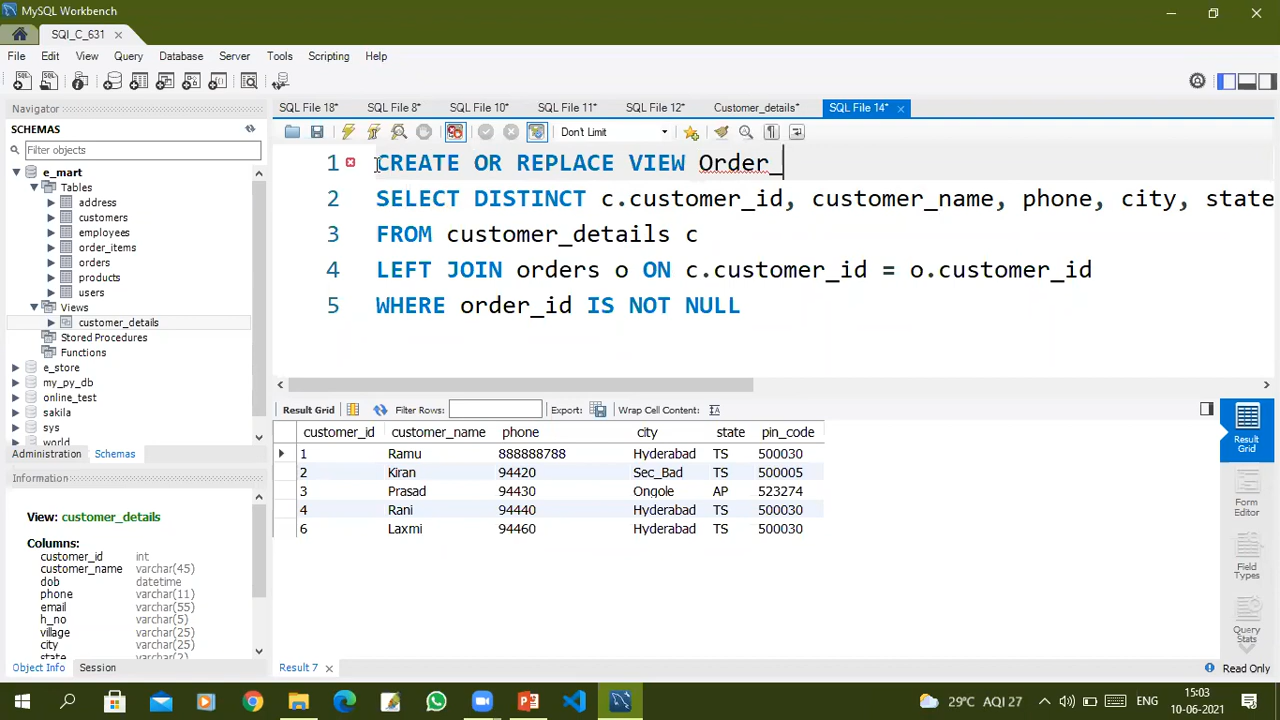 MySQL Workbench
SQl_C_631
File Edit View Query Database Server Tools Scripting Help
Navigator
SCHEMAS
Filter objects
e_mart
Tables
address
customers
employees
order_items
orders
products
users
Views
customer_details
Stored Procedures
Functions
e_store
my_py_db
online_test
sakila
sys
world
Administration Schemas
Information
View: customer_details
Columns:
customer_id int
customer_name varchar(45)
dob datetime
phone varchar(11)
email varchar(55)
h_no varchar(5)
village varchar(25)
city varchar(25)
state varchar(2)
Object Info Session
SQL File 18* SQL File 8* SQL File 10* SQL File 11* SQL File 12* Customer_details* SQL File 14*
Don't Limit
1 CREATE OR REPLACE VIEW Order_
2 SELECT DISTINCT c.customer_id, customer_name, phone, city, state
3 FROM customer_details c
4 LEFT JOIN orders o ON c.customer_id = o.customer_id
5 WHERE order_id IS NOT NULL
Result Grid Filter Rows: Export: Wrap Cell Content:
customer_id customer_name phone city state pin_code
1 Ramu 888886788 Hyderabad TS 500030
2 Kiran 94420 Sec_Bad TS 500005
3 Prasad 94430 Ongole AP 523274
4 Rani 94440 Hyderabad TS 500030
6 Laxmi 94460 Hyderabad TS 500030
Result Grid
Form Editor
Field Types
Query Stats
Result 7
Read Only
29°C AQI 27
ENG
15:03
10-06-2021